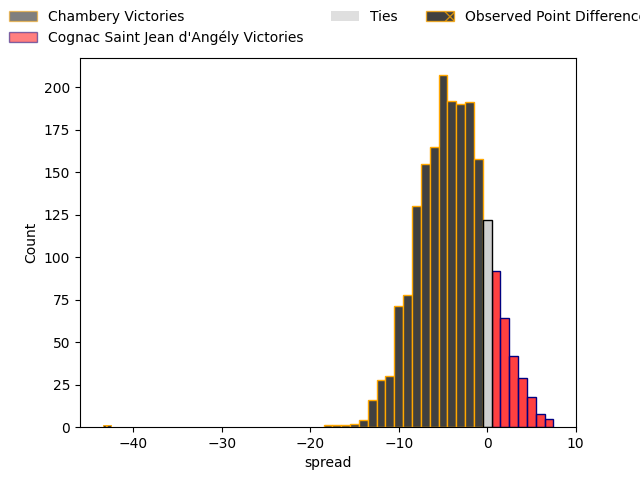 Chambery Victories
Cognac Saint Jean d'Angély Victories
Ties
Observed Point Difference
200
175
150
125
100
75
50
25
0
Count
−40 −30 −20 −10 0 10
spread